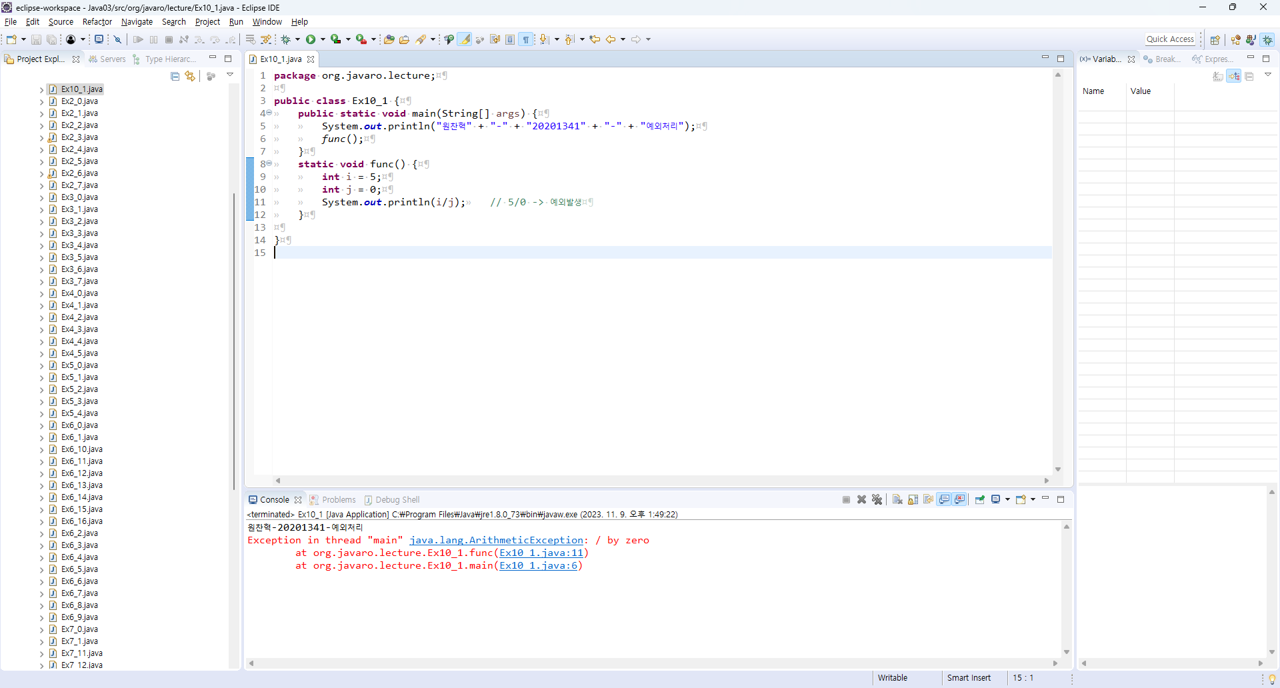 eclipse-workspace - Java03/src/org/javaro/lecture/Ex10_1.java - Eclipse IDE
File Edit Source Refactor Navigate Search Project Run Window Help
Quick Access
Project Expl... Servers Type Hierarc...
Ex10_1.java
Ex2_0.java
Ex2_1.java
Ex2_2.java
Ex2_3.java
Ex2_4.java
Ex2_5.java
Ex2_6.java
Ex2_7.java
Ex3_0.java
Ex3_1.java
Ex3_2.java
Ex3_3.java
Ex3_4.java
Ex3_5.java
Ex3_6.java
Ex3_7.java
Ex4_0.java
Ex4_1.java
Ex4_2.java
Ex4_3.java
Ex4_4.java
Ex4_5.java
Ex5_0.java
Ex5_1.java
Ex5_2.java
Ex5_3.java
Ex5_4.java
Ex6_0.java
Ex6_1.java
Ex6_10.java
Ex6_11.java
Ex6_12.java
Ex6_13.java
Ex6_14.java
Ex6_15.java
Ex6_16.java
Ex6_2.java
Ex6_3.java
Ex6_4.java
Ex6_5.java
Ex6_6.java
Ex6_7.java
Ex6_8.java
Ex6_9.java
Ex7_0.java
Ex7_1.java
Ex7_11.java
Ex7_12.java
Ex10_1.java
1 package org.javaro.lecture;
2
3 public class Ex10_1 {
4 public static void main(String[] args) {
5 System.out.println("원찬혁" + "-" + "20201341" + "-" + "예외처리");
6 func();
7 }
8 static void func() {
9 int i = 5;
10 int j = 0;
11 System.out.println(i/j); // 5/0 -> 예외발생
12 }
13
14 }
15
Variab... Break... Expres...
Name Value
Console Problems Debug Shell
<terminated> Ex10_1 [Java Application] C:₩Program Files₩Java₩jre1.8.0_73₩bin₩javaw.exe (2023. 11. 9. 오후 1:49:22)
원찬혁-20201341-예외처리
Exception in thread "main" java.lang.ArithmeticException: / by zero
at org.javaro.lecture.Ex10_1.func(Ex10_1.java:11)
at org.javaro.lecture.Ex10_1.main(Ex10_1.java:6)
Writable Smart Insert 15 : 1